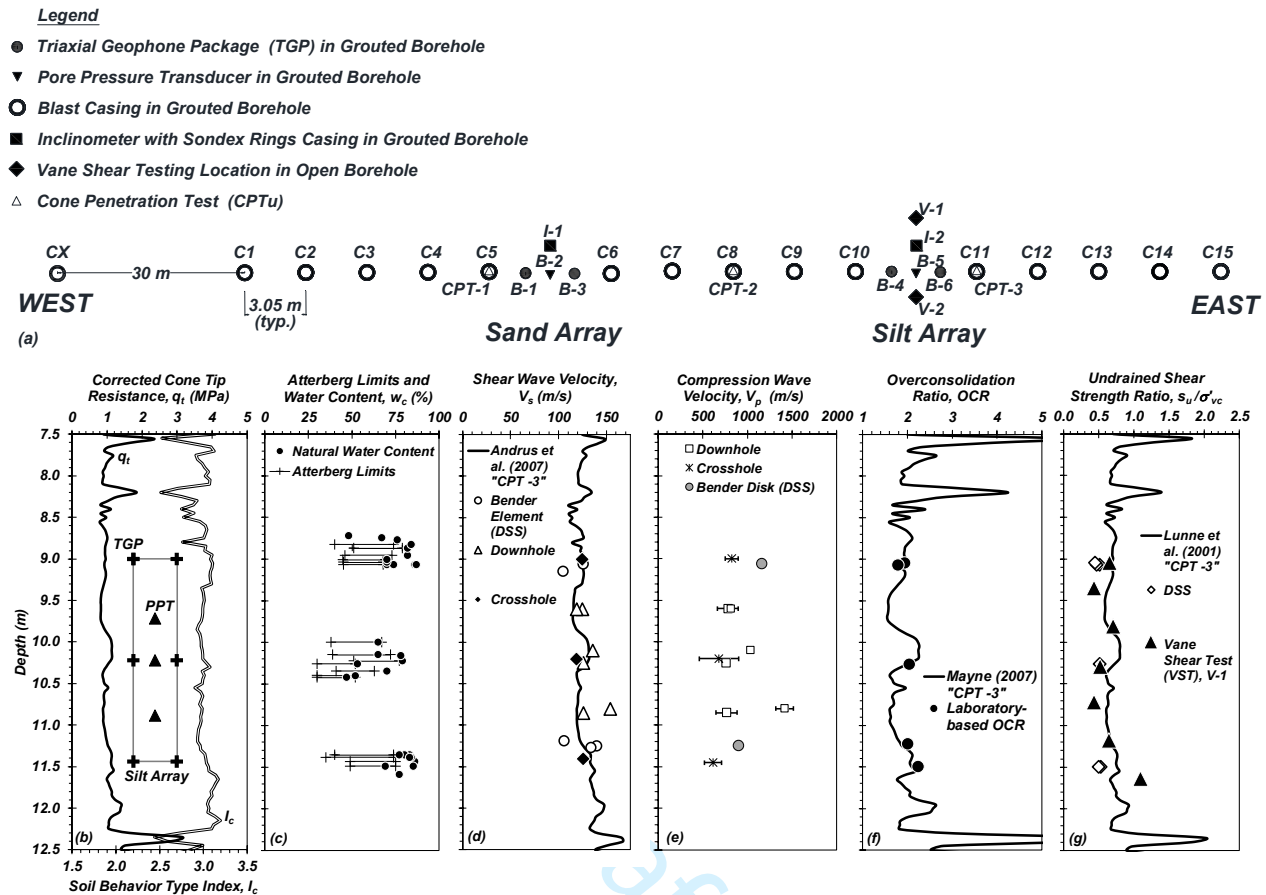 Legend
Triaxial Geophone Package (TGP) in Grouted Borehole
Pore Pressure Transducer in Grouted Borehole
Blast Casing in Grouted Borehole
Inclinometer with Sondex Rings Casing in Grouted Borehole
Vane Shear Testing Location in Open Borehole
Cone Penetration Test (CPTu)
V-1
CX C1 C2 C3 C4 C5 I-1 C6 C7 C8 C9 C10 I-2 C11 C12 C13 C14 C15
B-2 B-5
30 m
CPT-1 B-1 B-3 CPT-2 B-4 B-6 CPT-3
WEST
EAST
3.05 m
(typ.)
V-2
Sand Array
Silt Array
(a)
Corrected Cone Tip
Resistance, qt (MPa)
0 1 2 3 4
7.5
8.0
8.5
9.0
9.5
10.0
10.5
11.0
11.5
12.0
12.5
Depth (m)
qt
TGP
PPT
Silt Array
Ic
(b)
1.5 2.0 2.5 3.0 3.5
Soil Behavior Type Index, Ic
Atterberg Limits and
Water Content, wc (%)
0 25 50 75 100
Natural Water Content
Atterberg Limits
(c)
Shear Wave Velocity,
Vs (m/s)
0 50 100 150
Andrus et
al. (2007)
"CPT -3"
Bender
Element
(DSS)
Downhole
Crosshole
(d)
Compression Wave
Velocity, Vp (m/s)
0 500 1000 1500 2000
Downhole
Crosshole
Bender Disk (DSS)
(e)
Overconsolidation
Ratio, OCR
1 2 3 4 5
Mayne (2007)
"CPT -3"
Laboratory-
based OCR
(f)
Undrained Shear
Strength Ratio, su/σ'vc
0.0 0.5 1.0 1.5 2.0 2.5
Lunne et
al. (2001)
"CPT -3"
DSS
Vane
Shear Test
(VST), V-1
(g)